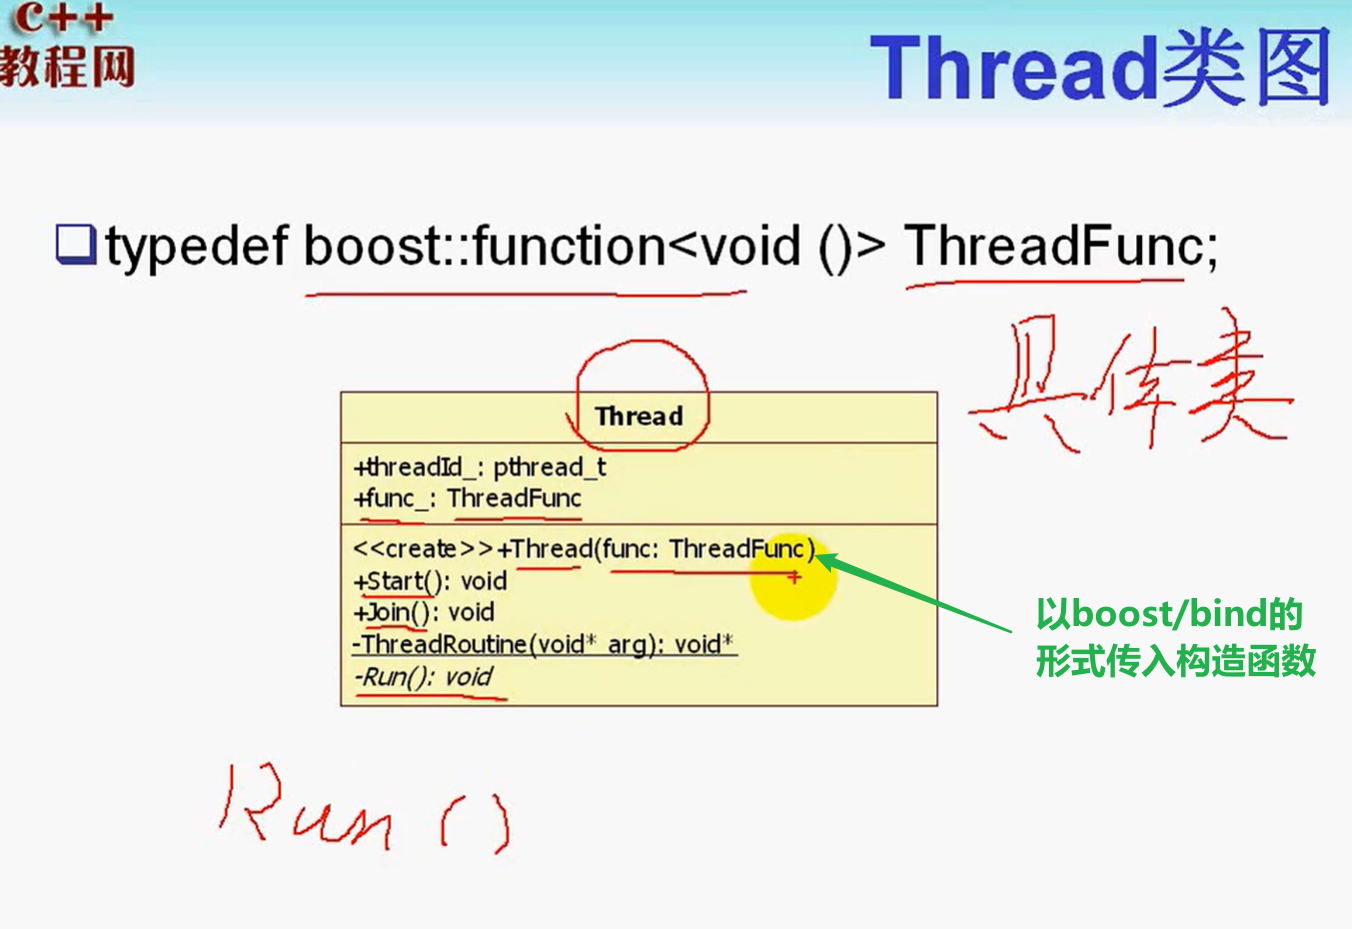 C++
教程网
Thread类图
typedef boost::function<void ()> ThreadFunc;
具体类
Thread
+threadId_: pthread_t
+func_: ThreadFunc
<<create>>+Thread(func: ThreadFunc)
+Start(): void
+Join(): void
-ThreadRoutine(void* arg): void*
-Run(): void
以boost/bind的
形式传入构造函数
Run()